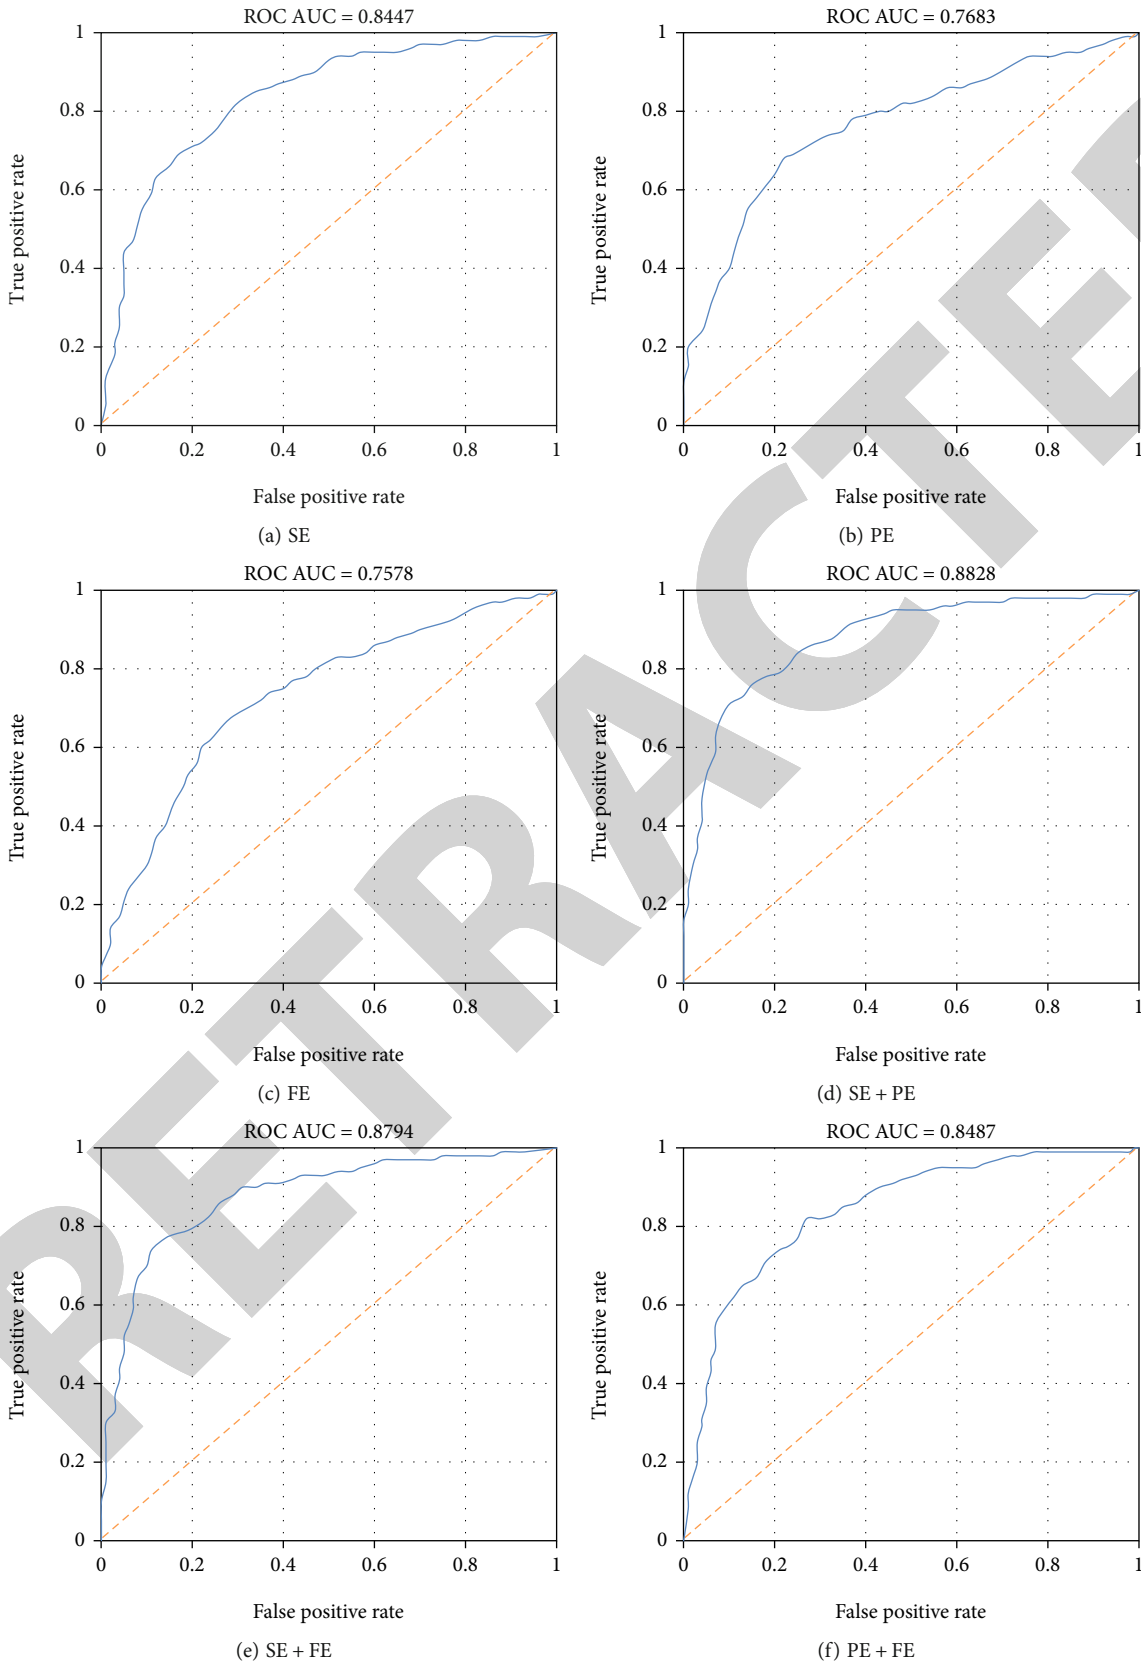 ROC AUC = 0.8447
1
0.8
0.6
0.4
0.2
0
True positive rate
0 0.2 0.4 0.6 0.8 1
False positive rate
(a) SE
ROC AUC = 0.7683
1
0.8
0.6
0.4
0.2
0
True positive rate
0 0.2 0.4 0.6 0.8 1
False positive rate
(b) PE
ROC AUC = 0.7578
1
0.8
0.6
0.4
0.2
0
True positive rate
0 0.2 0.4 0.6 0.8 1
False positive rate
(c) FE
ROC AUC = 0.8828
1
0.8
0.6
0.4
0.2
0
True positive rate
0 0.2 0.4 0.6 0.8 1
False positive rate
(d) SE + PE
ROC AUC = 0.8794
1
0.8
0.6
0.4
0.2
0
True positive rate
0 0.2 0.4 0.6 0.8 1
False positive rate
(e) SE + FE
ROC AUC = 0.8487
1
0.8
0.6
0.4
0.2
0
True positive rate
0 0.2 0.4 0.6 0.8 1
False positive rate
(f) PE + FE
RETRACTE